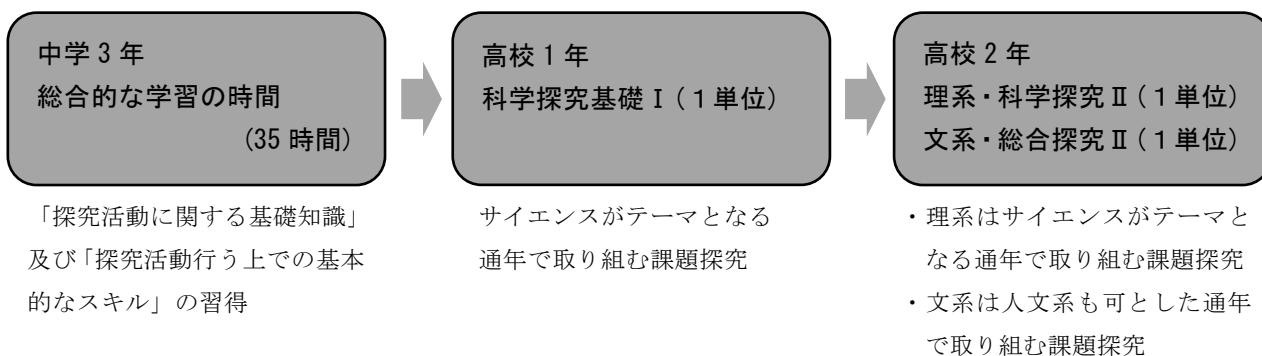 中学３年
総合的な学習の時間
(35 時間)
高校１年
科学探究基礎Ⅰ(１単位)
高校２年
理系・科学探究Ⅱ(１単位)
文系・総合探究Ⅱ(１単位)
「探究活動に関する基礎知識」
及び「探究活動行う上での基本
的なスキル」の習得
サイエンスがテーマとなる
通年で取り組む課題探究
・理系はサイエンスがテーマと
なる通年で取り組む課題探究
・文系は人文系も可とした通年
で取り組む課題探究